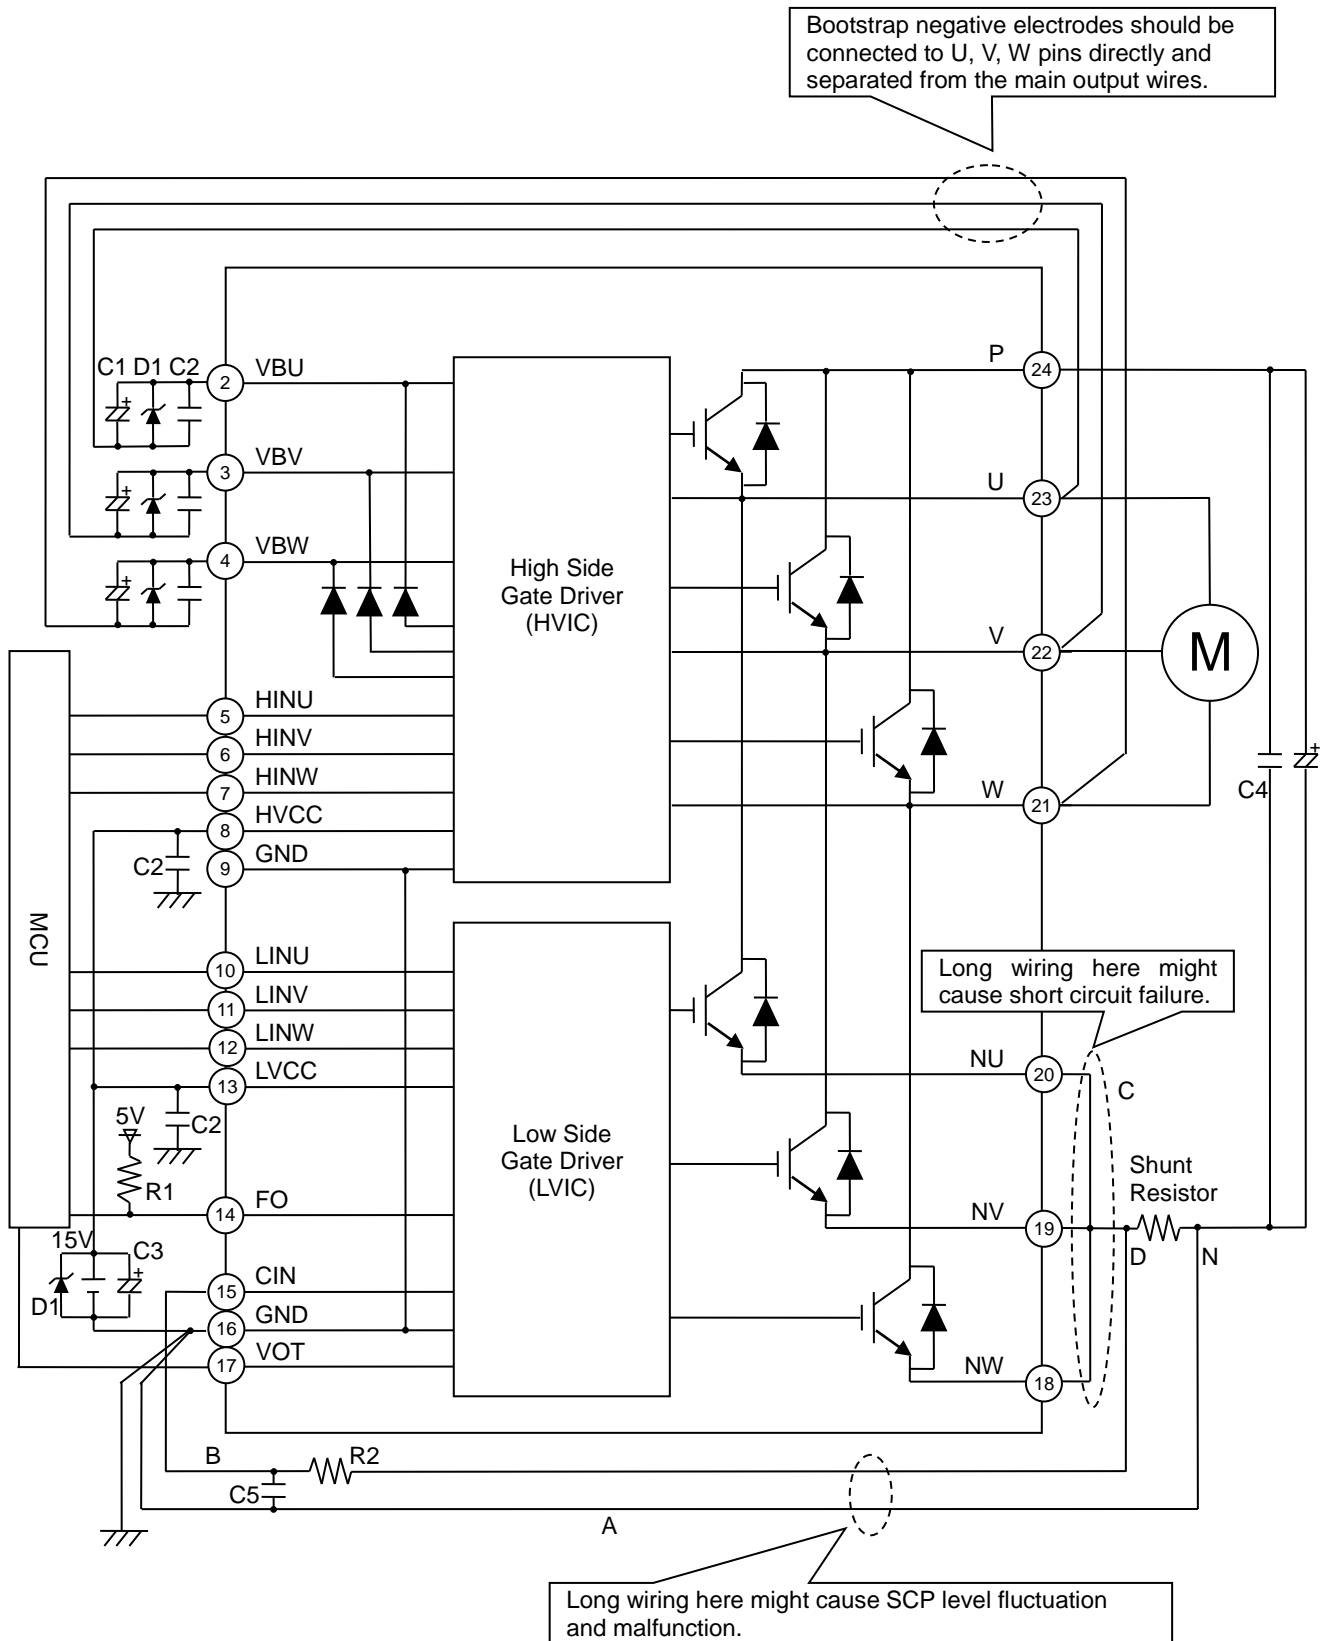 Bootstrap negative electrodes should be
connected to U, V, W pins directly and
separated from the main output wires.
C1 D1 C2
+
2
VBU
P
24
+
3
VBV
U
23
+
4
VBW
High Side
Gate Driver
(HVIC)
V
22
M
5
HINU
6
HINV
7
HINW
+
C4
W
21
8
HVCC
C2
9
GND
MCU
10
LINU
11
LINV
12
LINW
13
LVCC
C2
Long wiring here might
cause short circuit failure.
NU
20
C
5V
R1
Low Side
Gate Driver
(LVIC)
Shunt
Resistor
14
FO
NV
19
D
N
15V
C3
+
D1
15
CIN
16
GND
17
VOT
NW
18
B
R2
C5
A
Long wiring here might cause SCP level fluctuation
and malfunction.